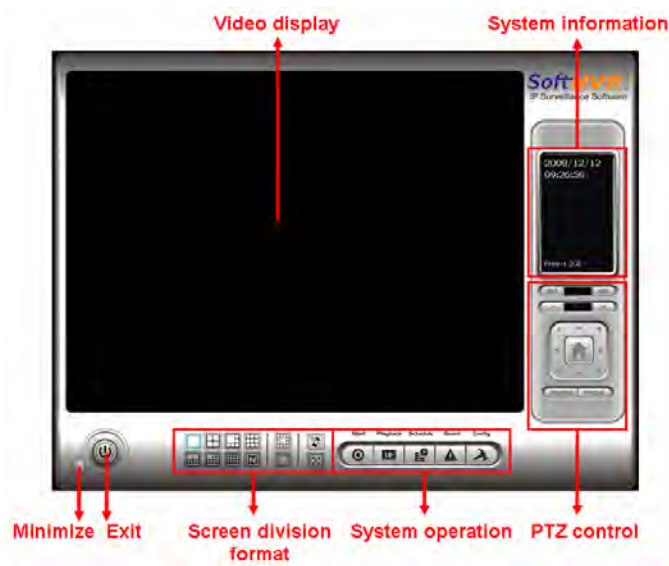 Video display
System information
SoftNVR
IP Surveillance Software
2009/12/12
09:26:56
Start Playback Schedule Guard Config
Minimize Exit
Screen division
format
System operation
PTZ control